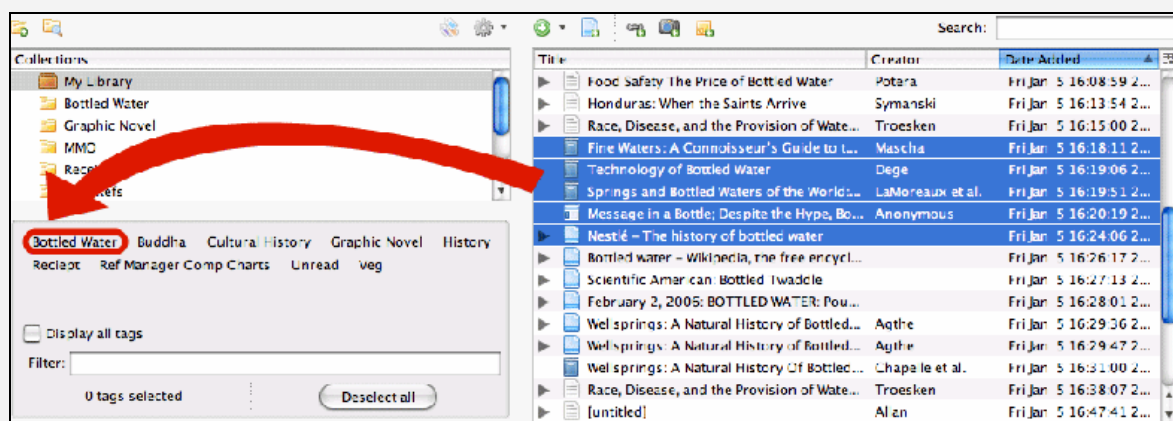 Search:
Collections
Title Creator Date Added
My Library
Bottled Water
Graphic Novel
MMO
Rece
efs
Food Safety The Price of Bottled Water Potera Fri Jan 5 16:08:59 2...
Honduras: When the Saints Arrive Symanski Fri Jan 5 16:13:54 2...
Race, Disease, and the Provision of Wate... Troesken Fri Jan 5 16:15:00 2...
Fine Waters: A Connoisseur's Guide to t... Mascha Fri Jan 5 16:18:11 2...
Technology of Bottled Water Dege Fri Jan 5 16:19:06 2...
Springs and Bottled Waters of the World:... LaMoreaux et al. Fri Jan 5 16:19:51 2...
Message in a Bottle; Despite the Hype, Bo... Anonymous Fri Jan 5 16:20:19 2...
Nestlé – The history of bottled water Fri Jan 5 16:24:06 2...
Bottled water – Wikipedia, the free encycl... Fri Jan 5 16:26:17 2...
Scientific American: Bottled Twaddle Fri Jan 5 16:27:13 2...
February 2, 2006: BOTTLED WATER: Pou... Fri Jan 5 16:28:01 2...
Wellsprings: A Natural History of Bottled... Agthe Fri Jan 5 16:29:36 2...
Wellsprings: A Natural History of Bottled... Agthe Fri Jan 5 16:29:47 2...
Wellsprings: A Natural History Of Bottled... Chapelle et al. Fri Jan 5 16:31:00 2...
Race, Disease, and the Provision of Wate... Troesken Fri Jan 5 16:38:07 2...
[untitled] Allan Fri Jan 5 16:47:41 2...
Bottled Water Buddha Cultural History Graphic Novel History
Reciept Ref Manager Comp Charts Unread Veg
Display all tags
Filter:
0 tags selected Deselect all